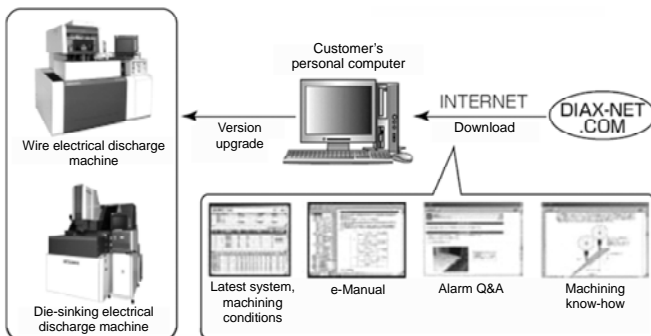 Customer's
personal computer
INTERNET
DIAX-NET
.COM
Download
Version
upgrade
Wire electrical discharge
machine
Die-sinking electrical
discharge machine
Latest system,
machining
conditions
e-Manual
Alarm Q&A
Machining
know-how